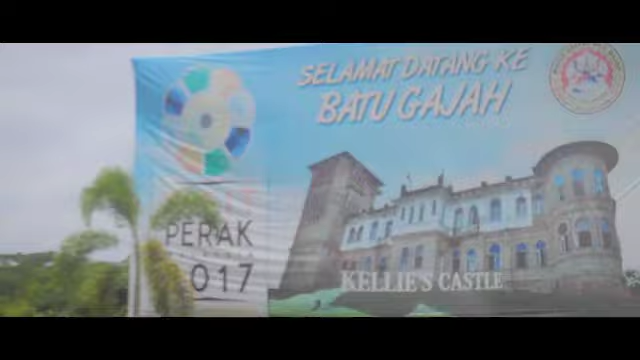 SELAMAT DATANG KE
BATU GAJAH
PERAK
017
KELLIE'S CASTLE